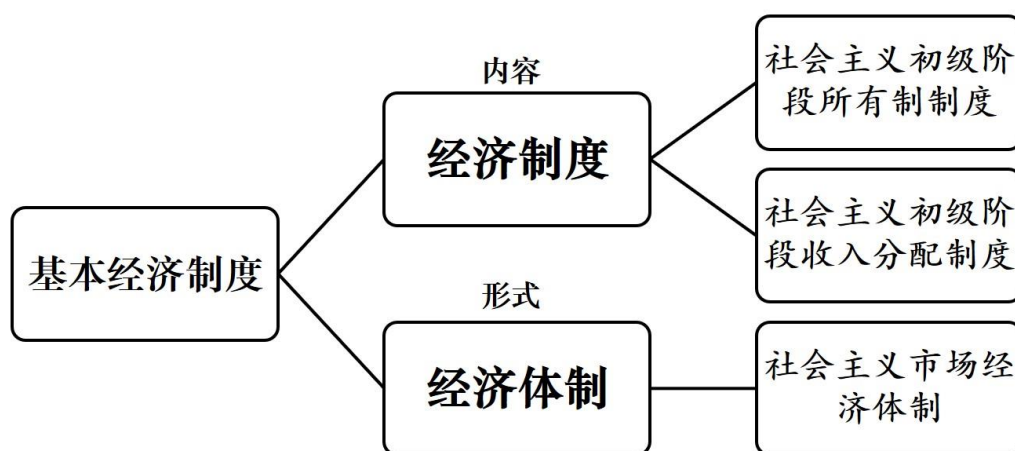 基本经济制度
内容
经济制度
形式
经济体制
社会主义初级阶
段所有制制度
社会主义初级阶
段收入分配制度
社会主义市场经
济体制